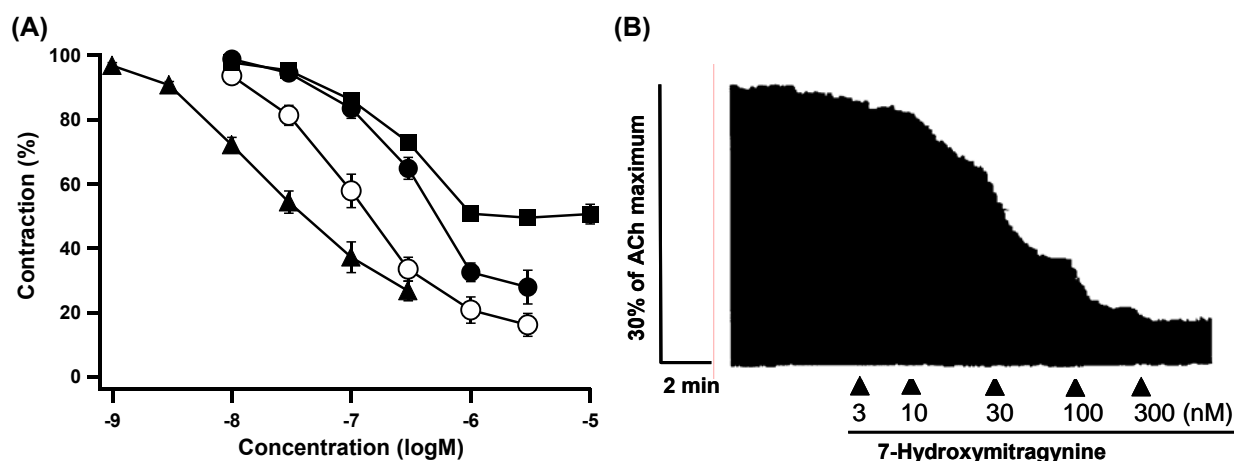 (A)
Contraction (%)
100
80
60
40
20
0
-9
-8
-7
-6
-5
Concentration (logM)
(B)
30% of ACh maximum
2 min
3
10
30
100
300 (nM)
7-Hydroxymitragynine